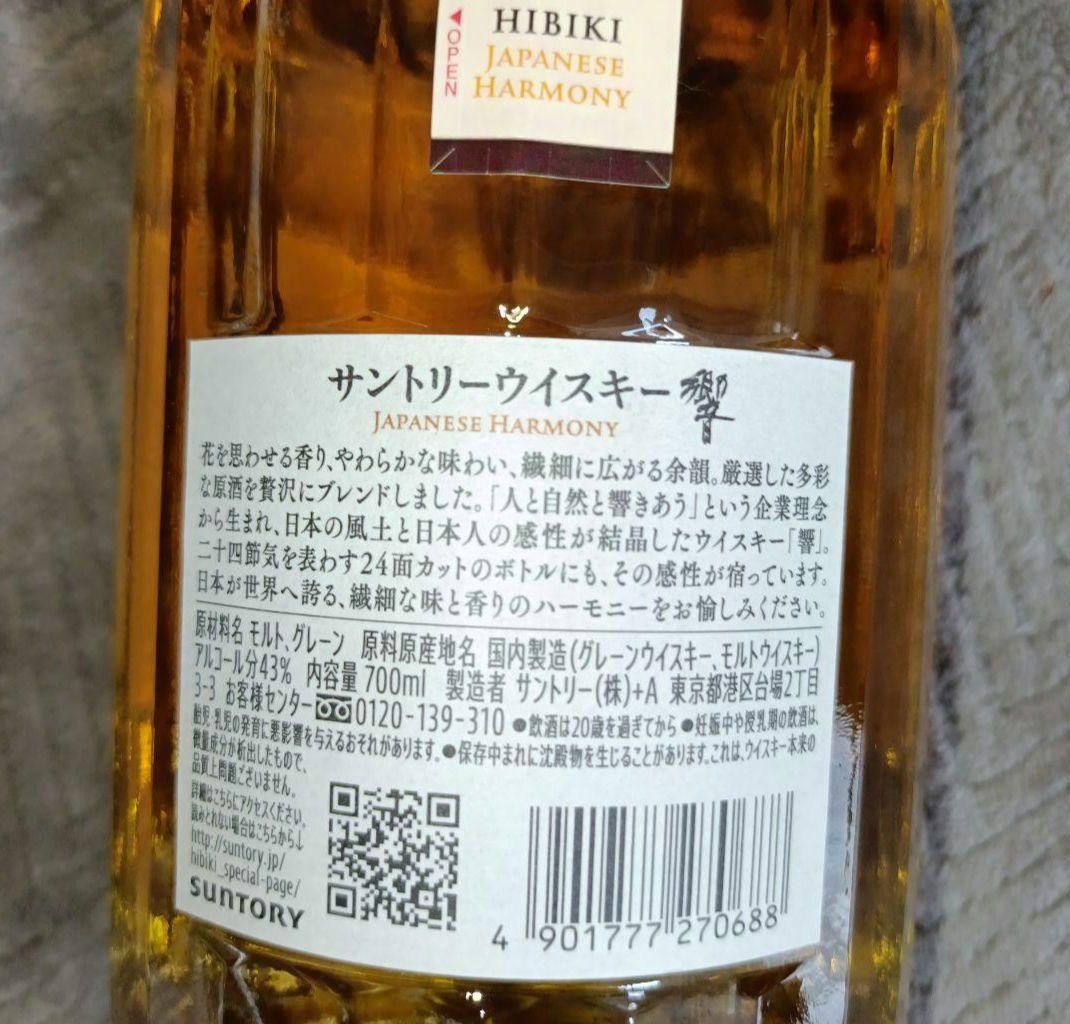 OPEN
HIBIKI
JAPANESE
HARMONY
サントリーウイスキー 響
JAPANESE HARMONY
花を思わせる香り、やわらかな味わい、繊細に広がる余韻。厳選した多彩
な原酒を贅沢にブレンドしました。「人と自然と響きあう」という企業理念
から生まれ、日本の風土と日本人の感性が結晶したウイスキー「響」。
二十四節気を表わす24面カットのボトルにも、その感性が宿っています。
日本が世界へ誇る、繊細な味と香りのハーモニーをお愉しみください。
原材料名 モルト、グレーン 原料原産地名 国内製造(グレーンウイスキー、モルトウイスキー)
アルコール分43% 内容量 700ml 製造者 サントリー(株)+A 東京都港区台場2丁目
3-3 お客様センター 0120-139-310 ●飲酒は20歳を過ぎてから ●妊娠中や授乳期の飲酒は、
胎児・乳児の発育に悪影響を与えるおそれがあります。●保存中まれに沈殿物を生じることがあります。これは、ウイスキー本来の
微量成分が析出したもので、
品質上問題ございません。
詳細はこちらにアクセスください。
読みとれない場合はこちらから↓
http://suntory.jp/
hibiki_special-page/
SUNTORY
4 901777 270688